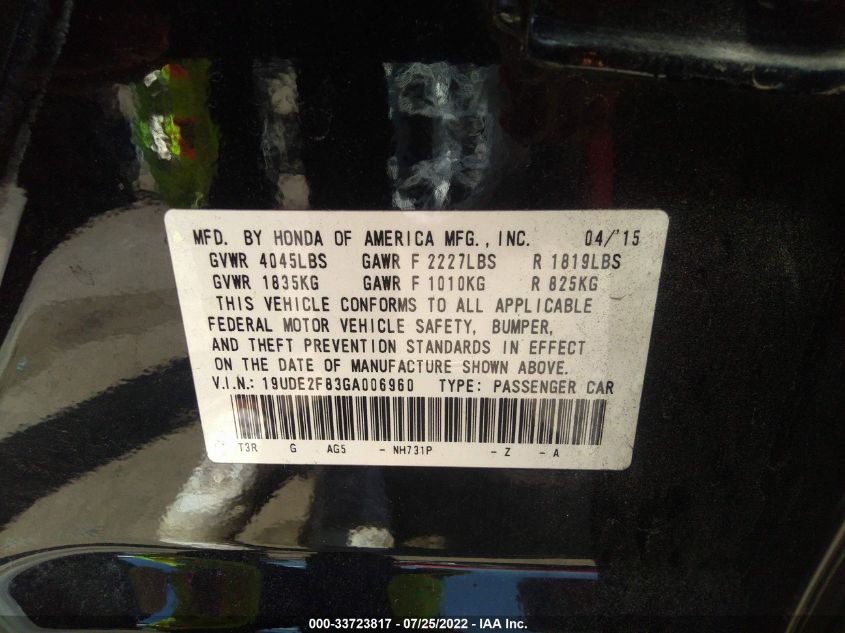 MFD. BY HONDA OF AMERICA MFG., INC. 04/'15
GVWR 4045LBS GAWR F 2227LBS R 1819LBS
GVWR 1835KG GAWR F 1010KG R 825KG
THIS VEHICLE CONFORMS TO ALL APPLICABLE
FEDERAL MOTOR VEHICLE SAFETY, BUMPER,
AND THEFT PREVENTION STANDARDS IN EFFECT
ON THE DATE OF MANUFACTURE SHOWN ABOVE.
V.I.N.: 19UDE2F83GA006960 TYPE: PASSENGER CAR
T3R G AG5 - NH731P - Z - A
000-33723817 - 07/25/2022 - IAA Inc.